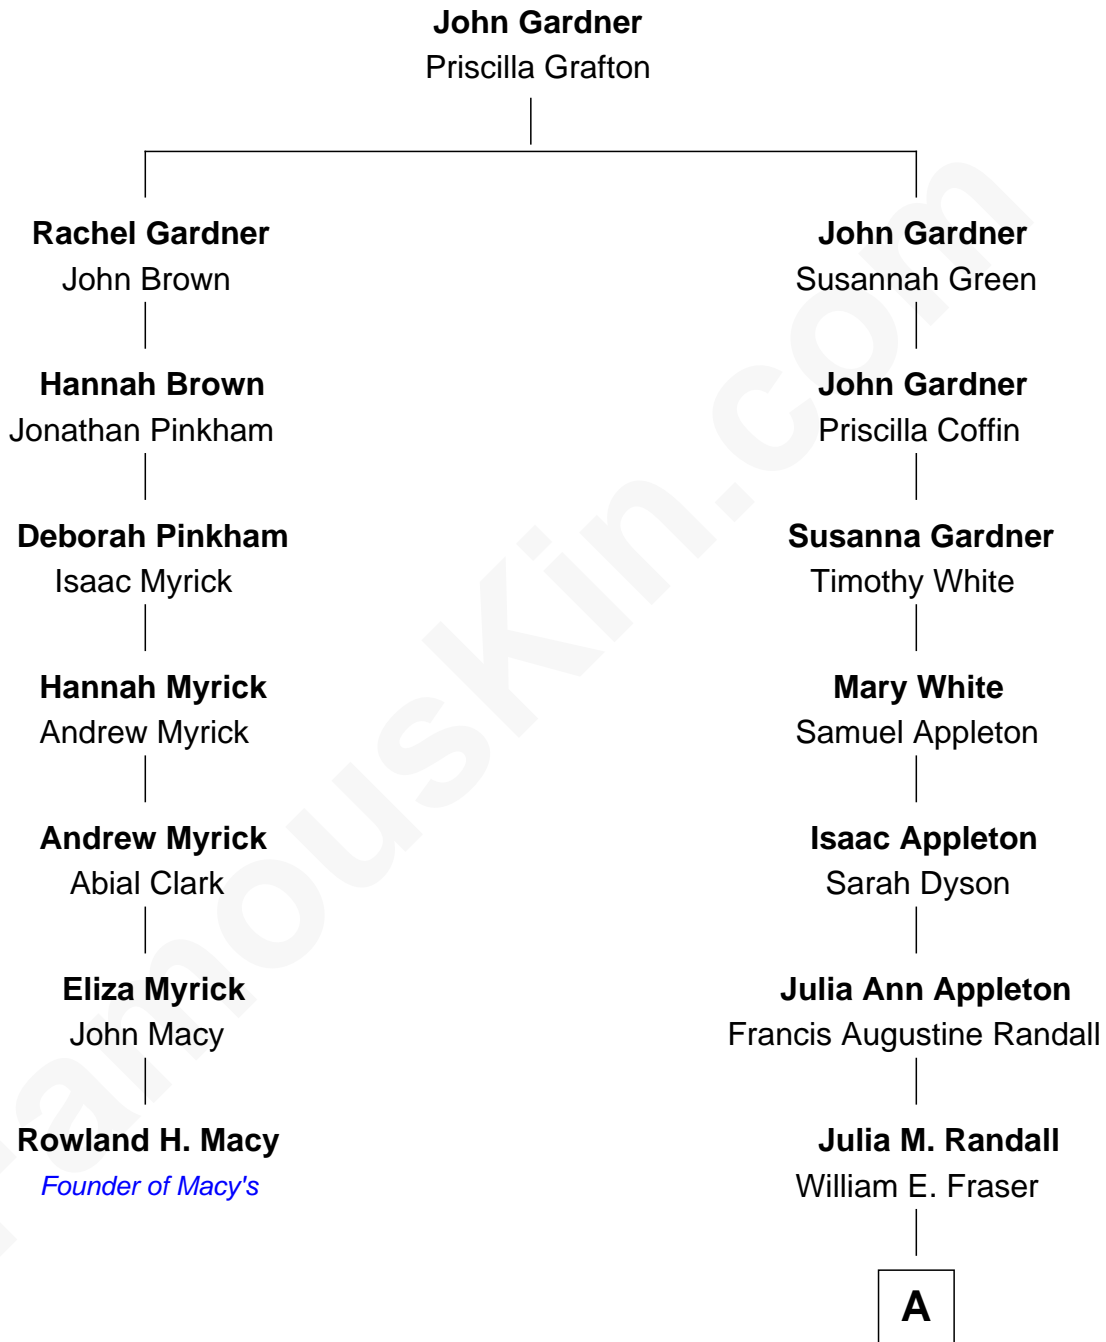 John Gardner
Priscilla Grafton
Rachel Gardner
John Brown
John Gardner
Susannah Green
Hannah Brown
Jonathan Pinkham
John Gardner
Priscilla Coffin
Deborah Pinkham
Isaac Myrick
Susanna Gardner
Timothy White
Hannah Myrick
Andrew Myrick
Mary White
Samuel Appleton
Andrew Myrick
Abial Clark
Isaac Appleton
Sarah Dyson
Eliza Myrick
John Macy
Julia Ann Appleton
Francis Augustine Randall
Rowland H. Macy
Founder of Macy's
Julia M. Randall
William E. Fraser
A
FamousKin.com